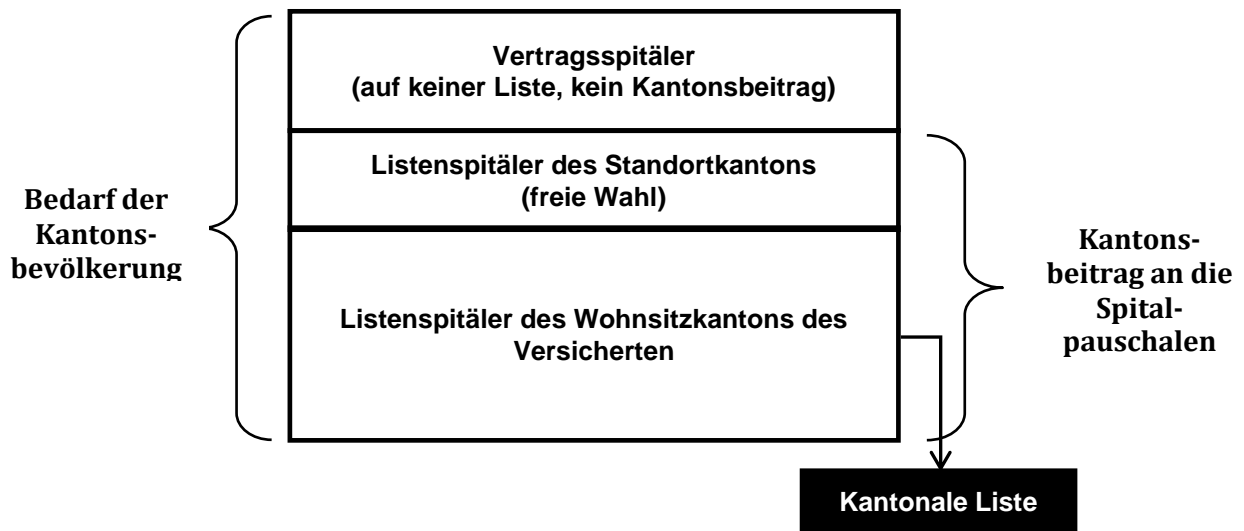 Vertragsspitäler
(auf keiner Liste, kein Kantonsbeitrag)
Listenspitäler des Standortkantons
(freie Wahl)
Bedarf der
Kantons-
bevölkerung
Listenspitäler des Wohnsitzkantons des
Versicherten
Kantons-
beitrag an die
Spital-
pauschalen
Kantonale Liste